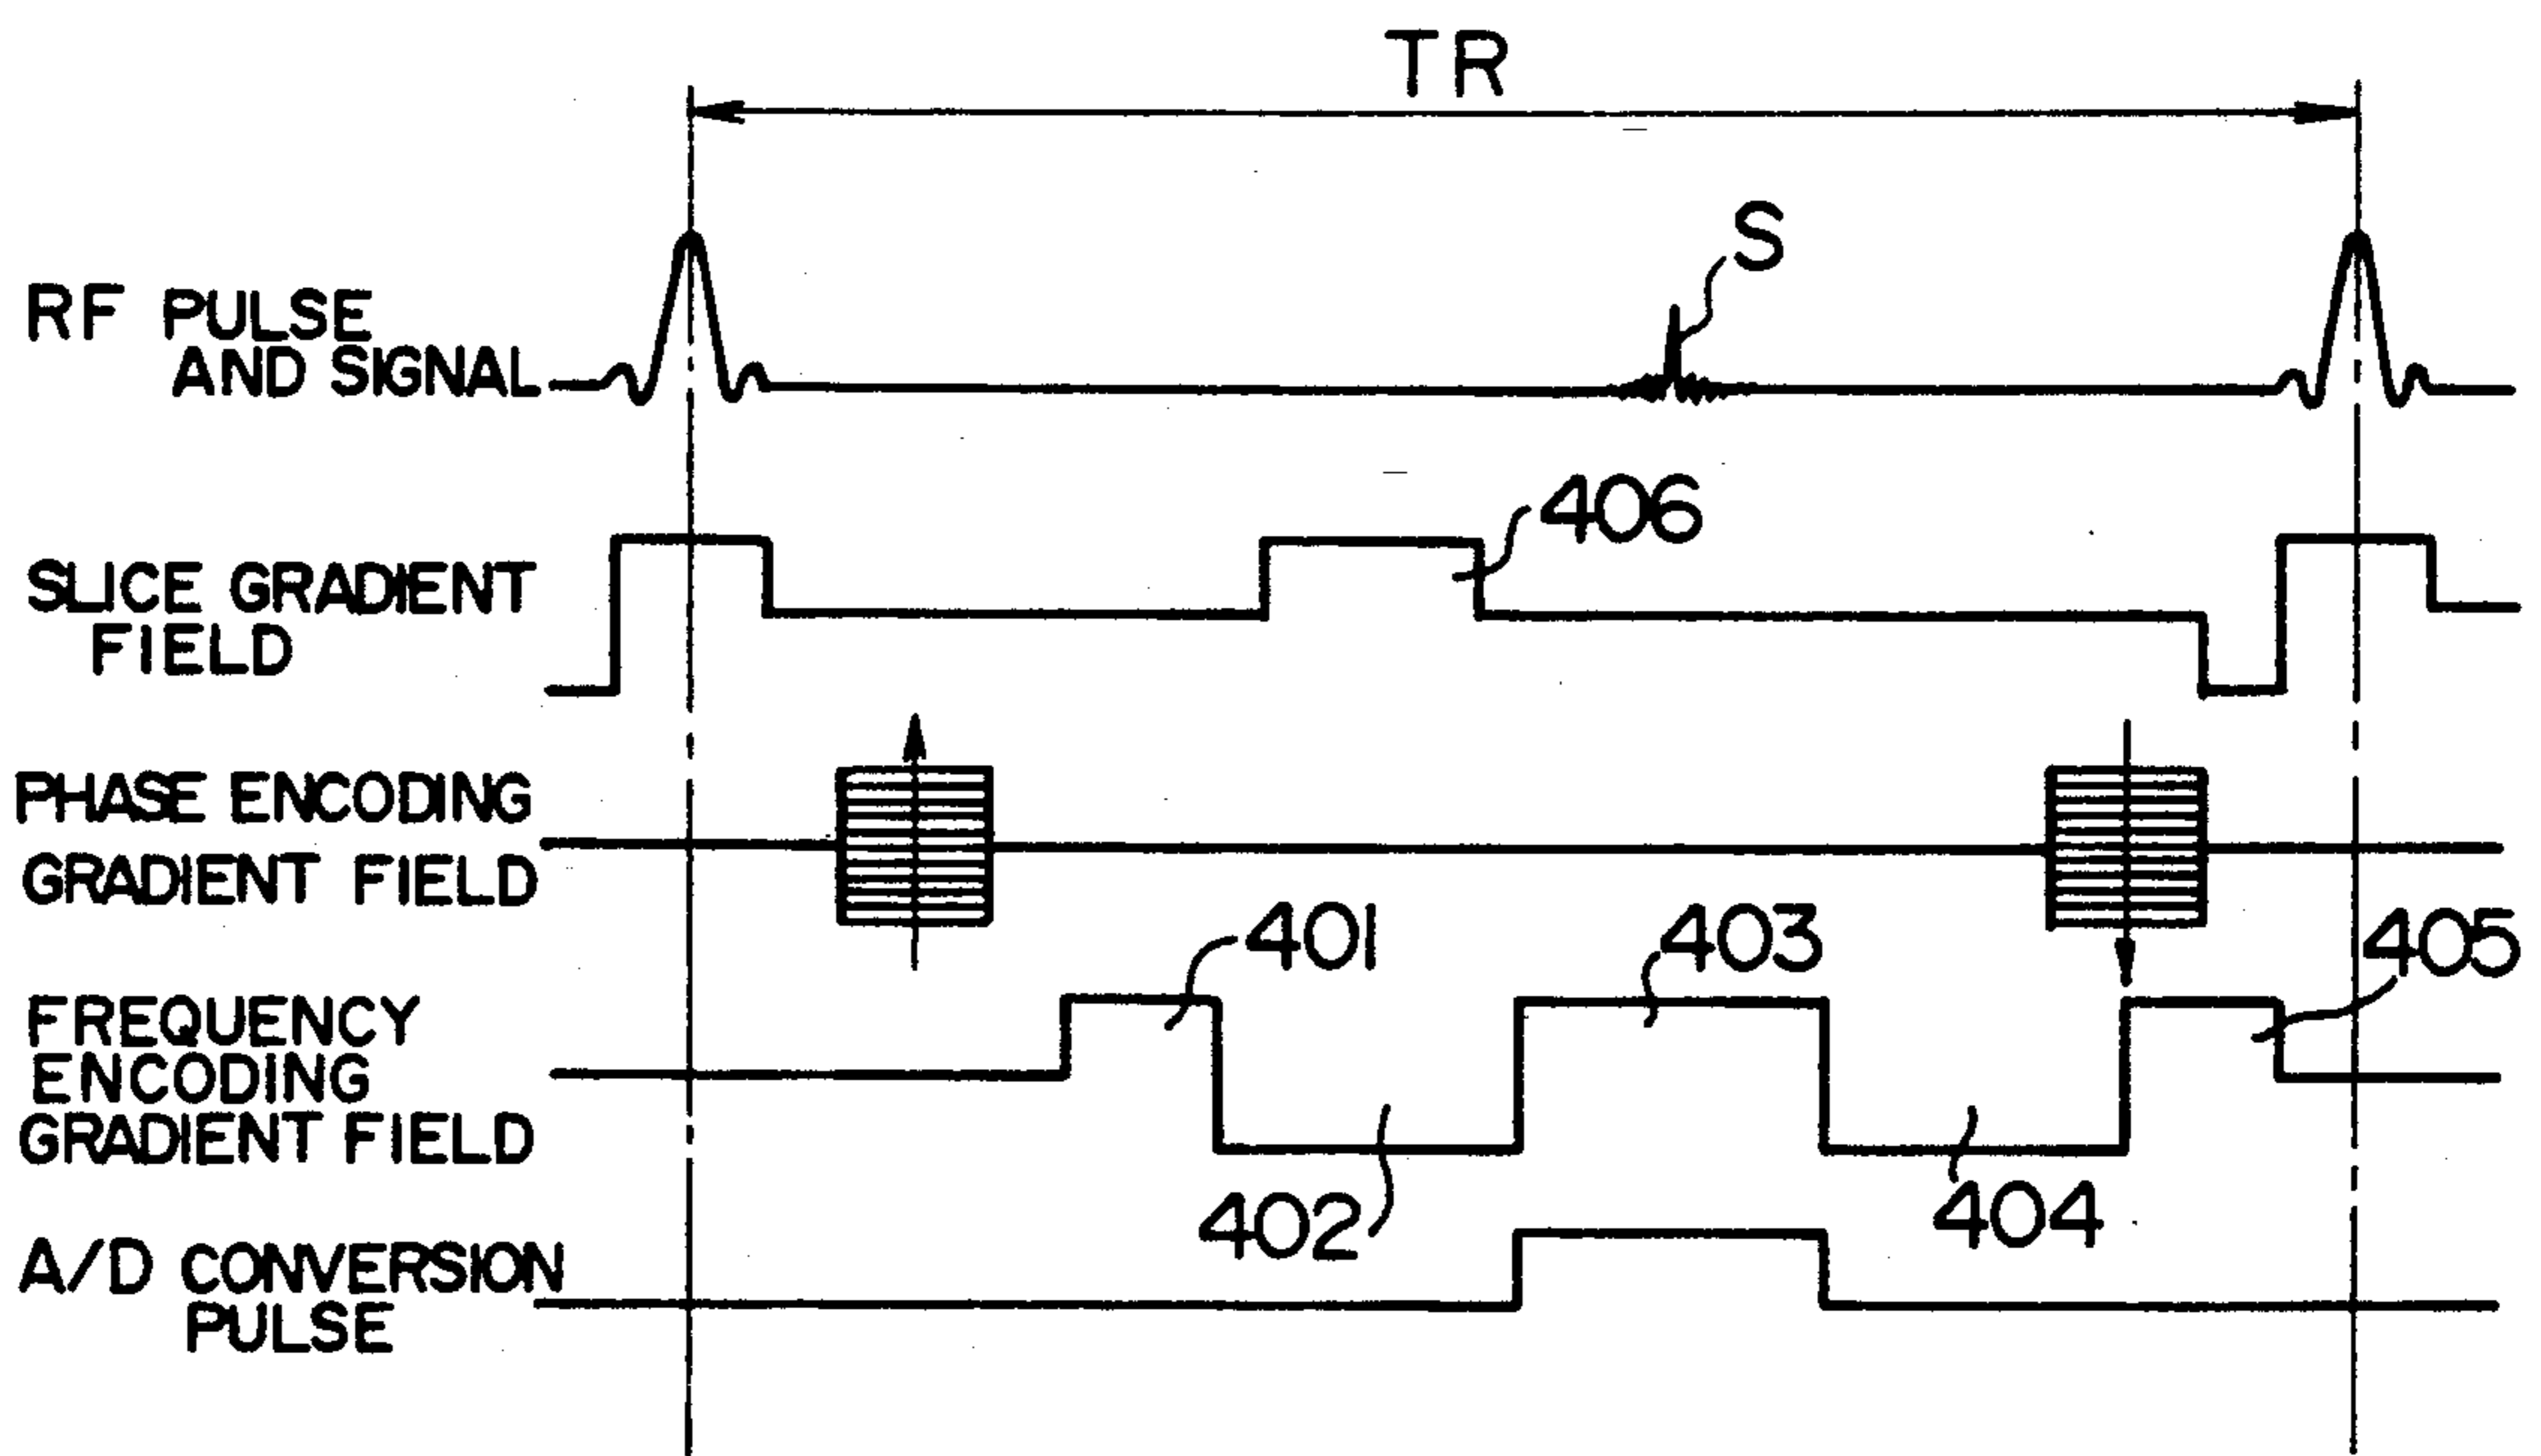 TR
S
RF PULSE
AND SIGNAL
406
SLICE GRADIENT
FIELD
PHASE ENCODING
GRADIENT FIELD
401
403
405
FREQUENCY
ENCODING
GRADIENT FIELD
402
404
A/D CONVERSION
PULSE